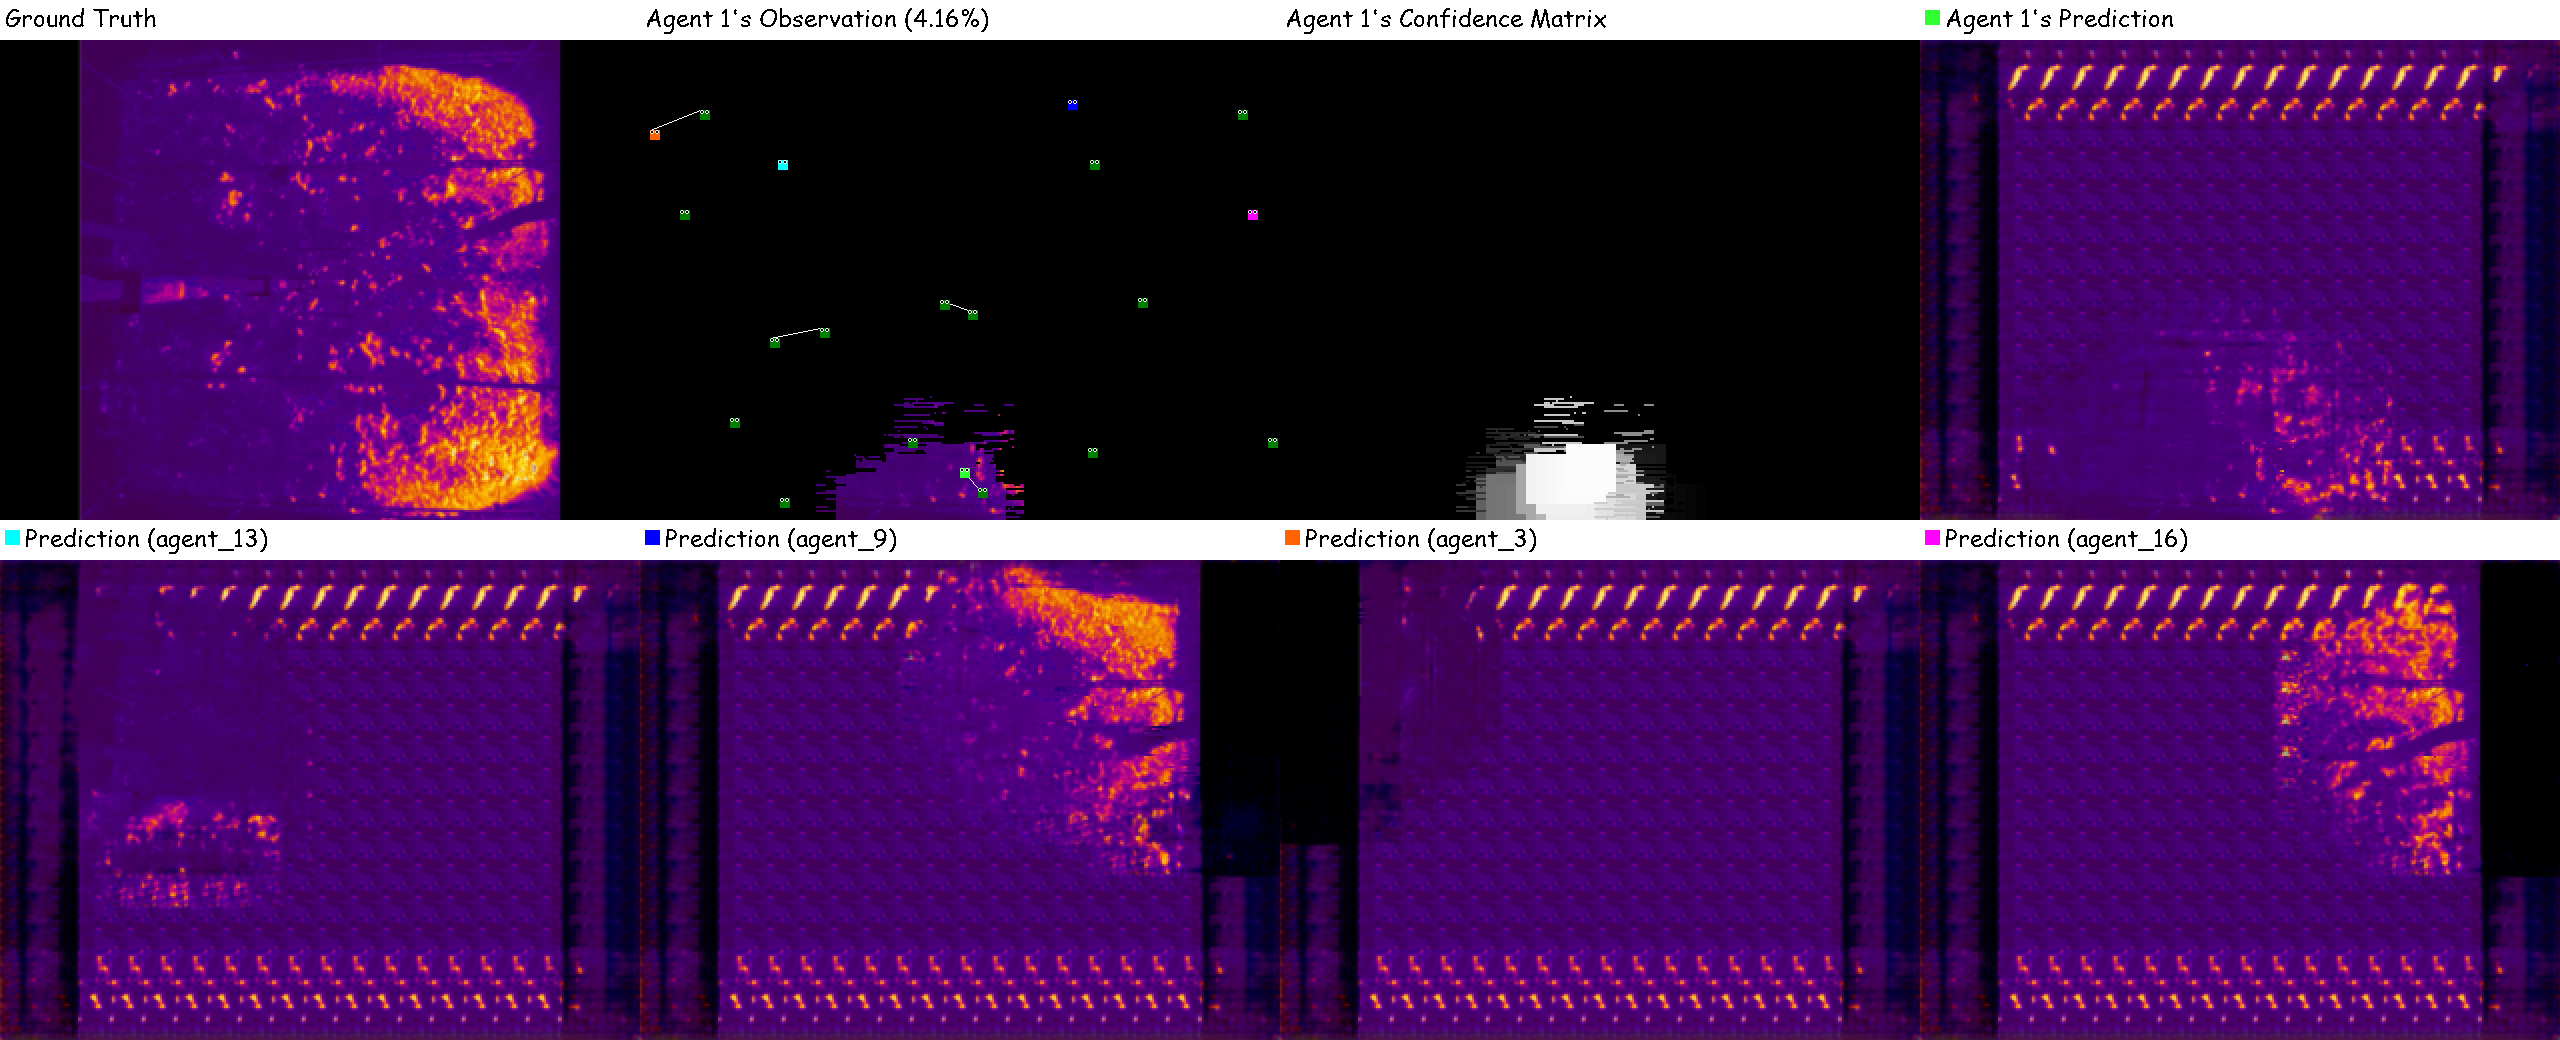 Ground Truth
Agent 1's Observation (4.16%)
Agent 1's Confidence Matrix
Agent 1's Prediction
Prediction (agent_13)
Prediction (agent_9)
Prediction (agent_3)
Prediction (agent_16)